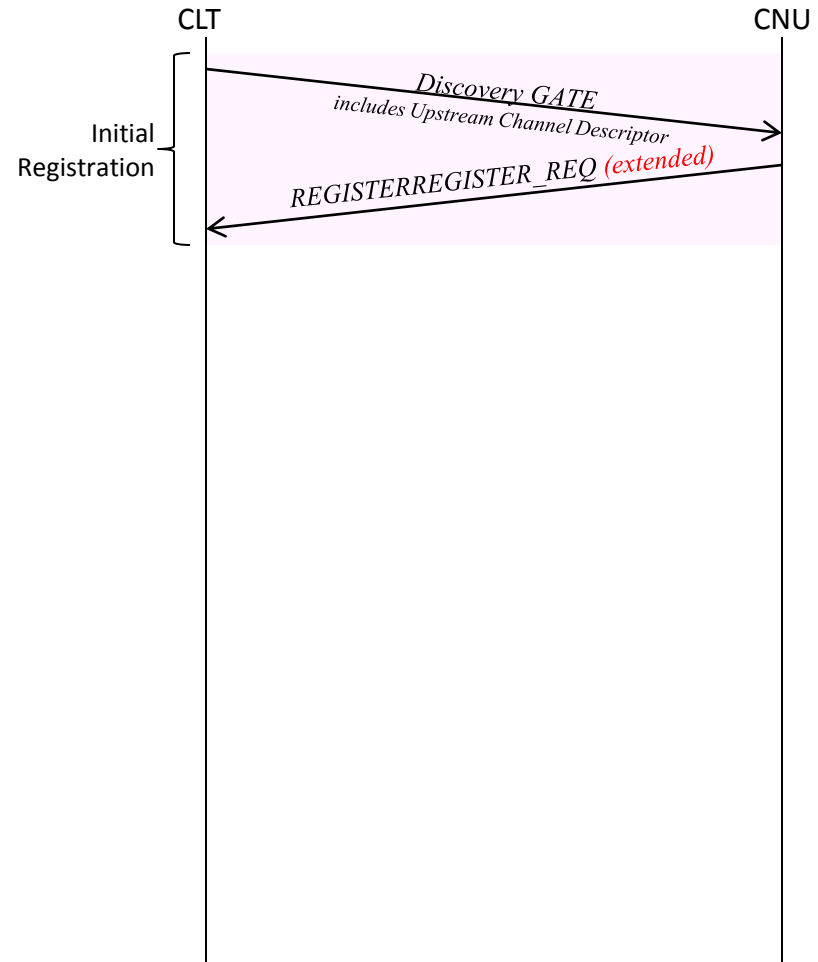 CLT
CNU
Discovery GATE
includes Upstream Channel Descriptor
Initial
Registration
REGISTERREGISTER_REQ (extended)